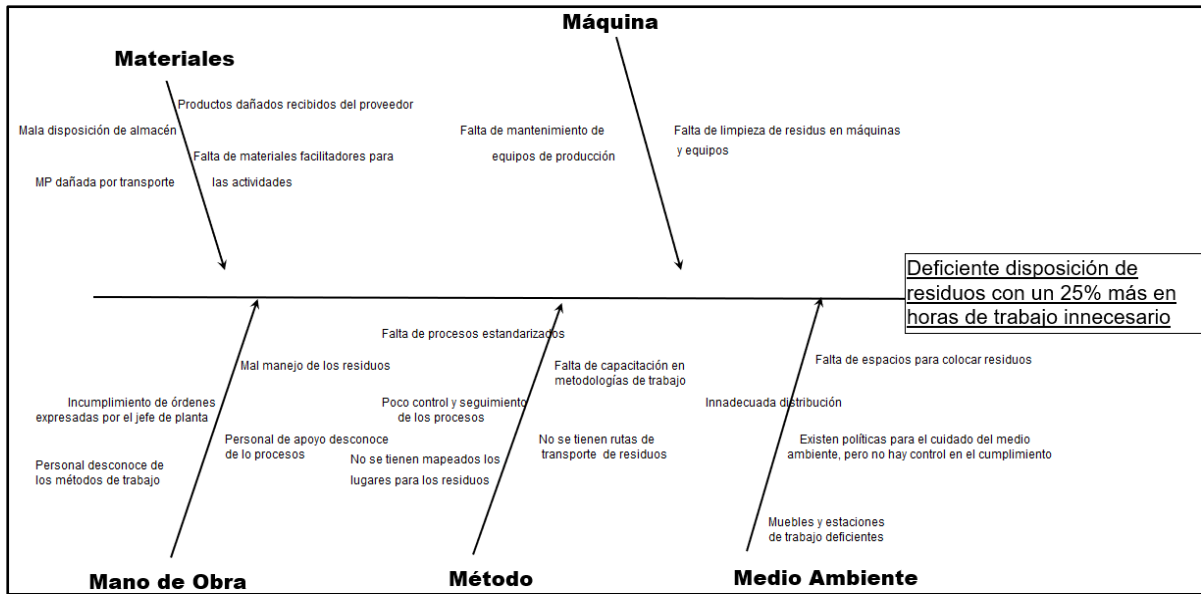 Máquina
Materiales
Productos dañados recibidos del proveedor
Mala disposición de almacén
Falta de materiales facilitadores para
las actividades
MP dañada por transporte
Falta de mantenimiento de
equipos de producción
Falta de limpieza de residus en máquinas
y equipos
Deficiente disposición de
residuos con un 25% más en
horas de trabajo innecesario
Mal manejo de los residuos
Incumplimiento de órdenes
expresadas por el jefe de planta
Personal de apoyo desconoce
de lo procesos
Personal desconoce de
los métodos de trabajo
Mano de Obra
Falta de procesos estandarizados
Falta de capacitación en
metodologías de trabajo
Poco control y seguimiento
de los procesos
No se tienen rutas de
transporte de residuos
No se tienen mapeados los
lugares para los residuos
Método
Falta de espacios para colocar residuos
Innadecuada distribución
Existen políticas para el cuidado del medio
ambiente, pero no hay control en el cumplimiento
Muebles y estaciones
de trabajo deficientes
Medio Ambiente